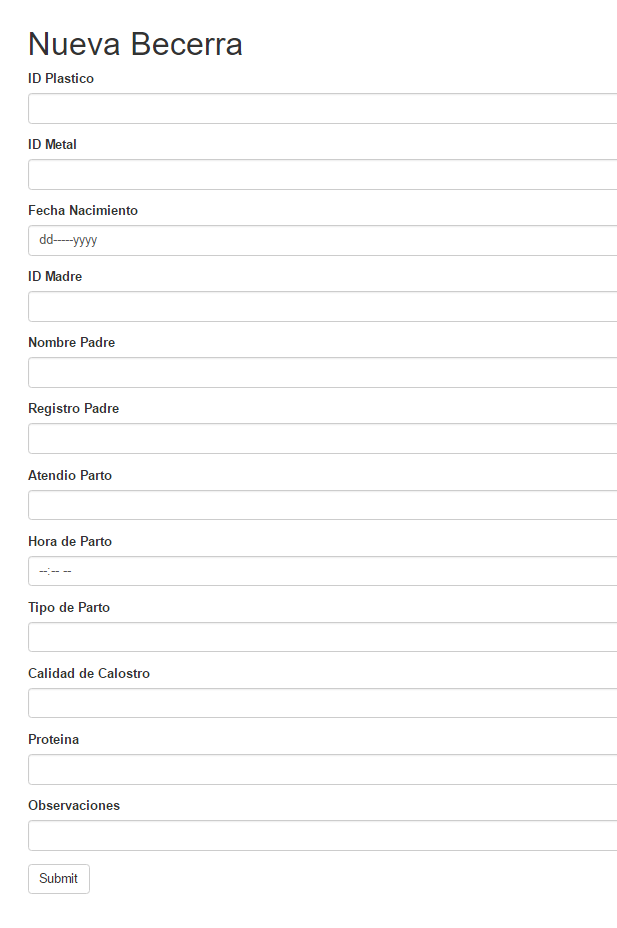 Nueva Becerra
ID Plastico
ID Metal
Fecha Nacimiento
dd-----yyyy
ID Madre
Nombre Padre
Registro Padre
Atendio Parto
Hora de Parto
--:-- --
Tipo de Parto
Calidad de Calostro
Proteina
Observaciones
Submit